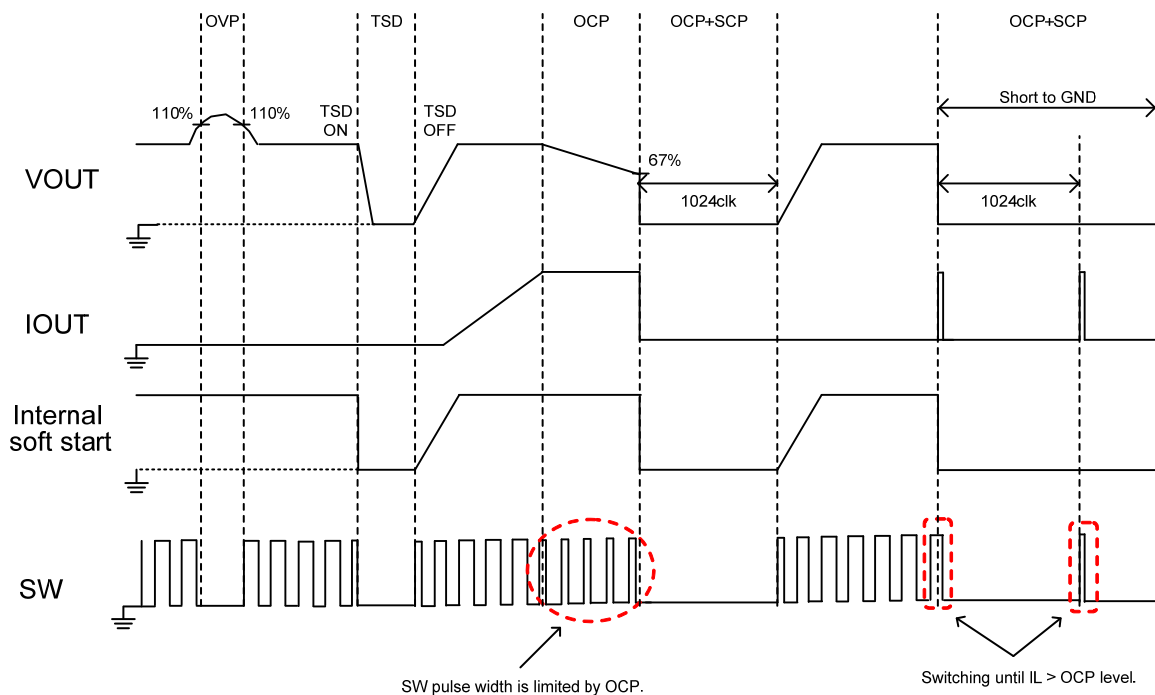 OVP
TSD
OCP
OCP+SCP
OCP+SCP
Short to GND
110%
110%
TSD
ON
TSD
OFF
67%
VOUT
1024clk
1024clk
IOUT
Internal
soft start
SW
SW pulse width is limited by OCP.
Switching until IL > OCP level.